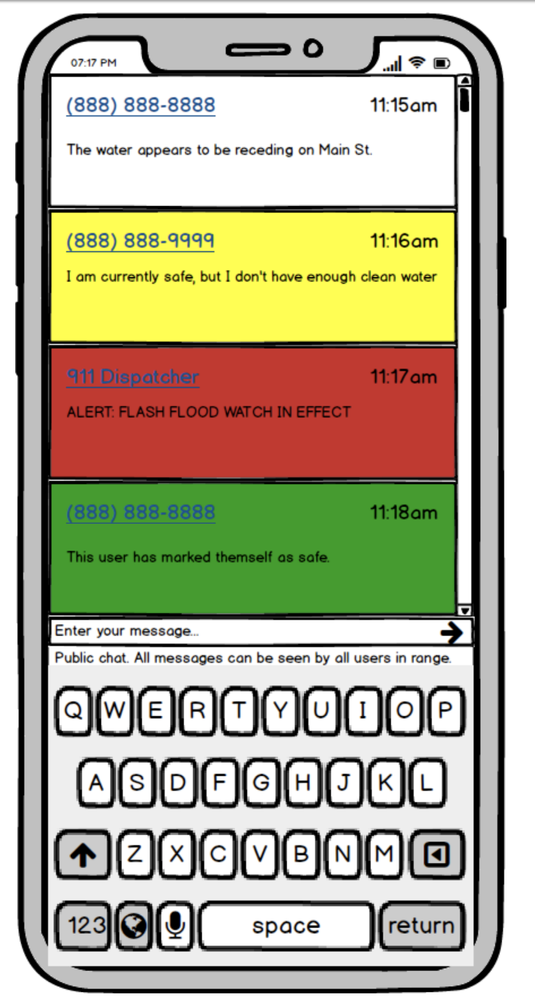 07:17 PM
(888) 888-8888 11:15am
The water appears to be receding on Main St.
(888) 888-9999 11:16am
I am currently safe, but I don't have enough clean water
911 Dispatcher 11:17am
ALERT: FLASH FLOOD WATCH IN EFFECT
(888) 888-8888 11:18am
This user has marked themself as safe.
Enter your message...
Public chat. All messages can be seen by all users in range.
Q W E R T Y U I O P
A S D F G H J K L
Z X C V B N M
123 space return